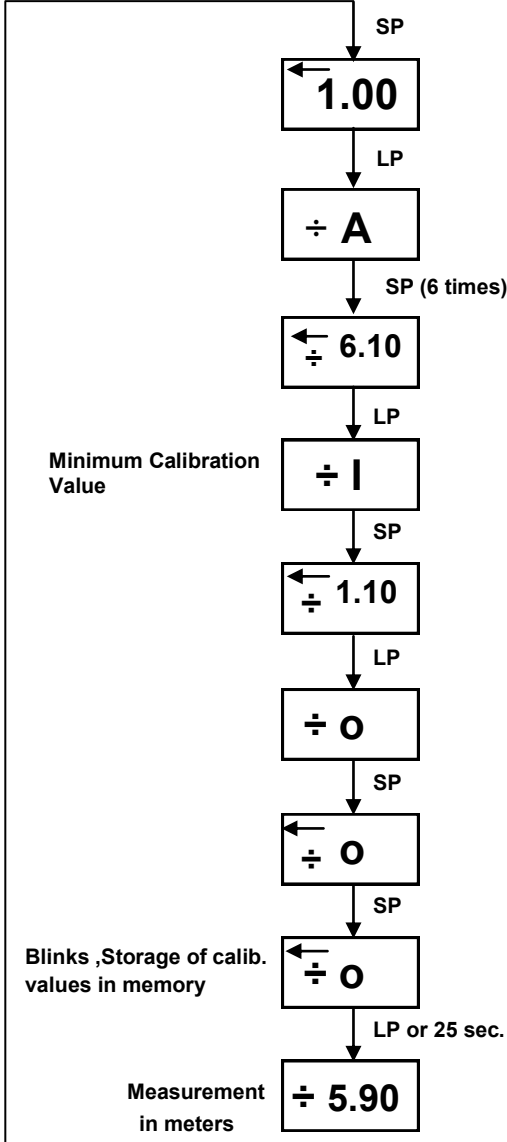 SP
1.00
LP
÷ A
SP (6 times)
÷ 6.10
LP
Minimum Calibration
Value
÷ I
SP
÷ 1.10
LP
÷ o
SP
÷ o
SP
Blinks ,Storage of calib.
values in memory
÷ o
LP or 25 sec.
Measurement
in meters
÷ 5.90